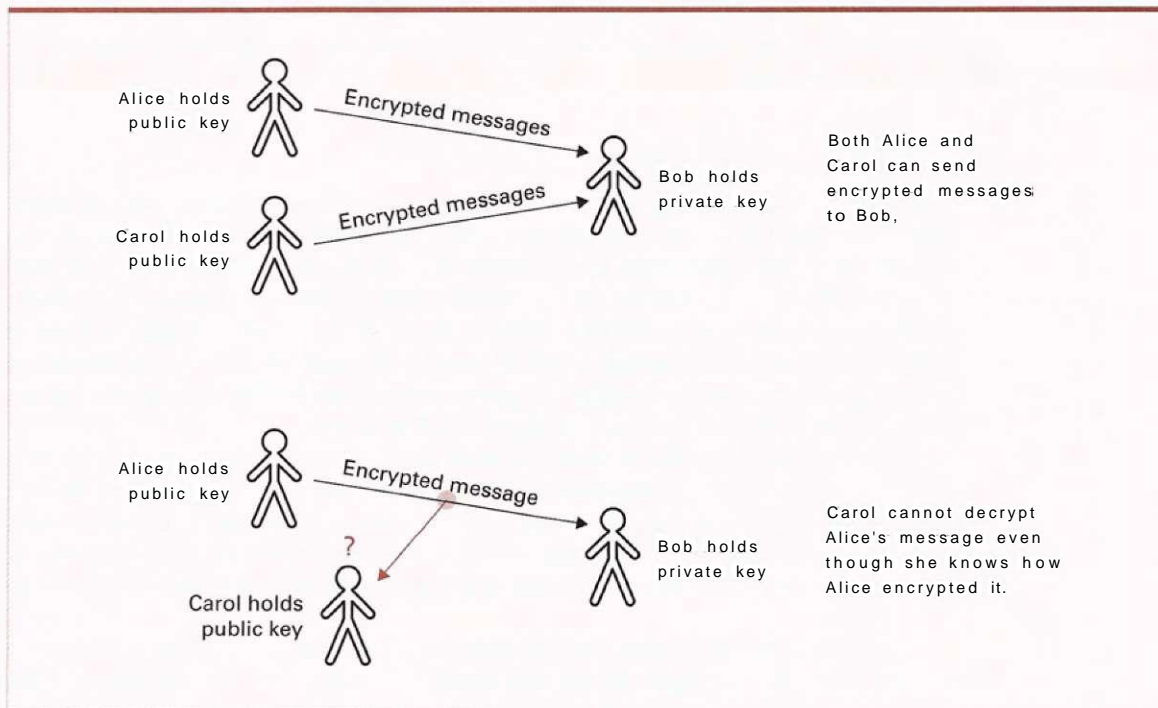 Alice holds
public key
Encrypted messages
Carol holds
public key
Encrypted messages
Bob holds
private key
Both Alice and
Carol can send
encrypted messages
to Bob,
Alice holds
public key
Encrypted message
?
Carol holds
public key
Bob holds
private key
Carol cannot decrypt
Alice's message even
though she knows how
Alice encrypted it.